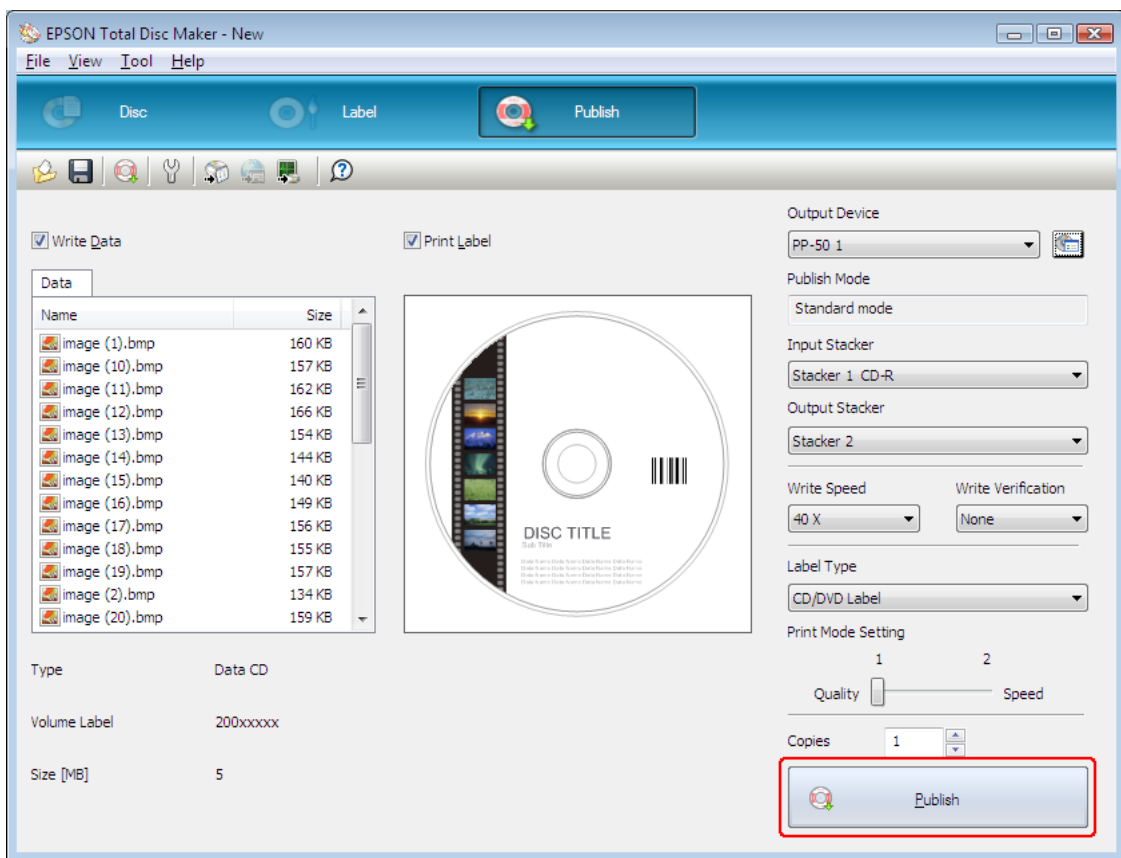 EPSON Total Disc Maker - New
File View Tool Help
Disc Label Publish
Write Data
Print Label
Data
Name Size
image (1).bmp 160 KB
image (10).bmp 157 KB
image (11).bmp 162 KB
image (12).bmp 166 KB
image (13).bmp 154 KB
image (14).bmp 144 KB
image (15).bmp 140 KB
image (16).bmp 149 KB
image (17).bmp 156 KB
image (18).bmp 155 KB
image (19).bmp 157 KB
image (2).bmp 134 KB
image (20).bmp 159 KB
Type Data CD
Volume Label 200xxxxx
Size [MB] 5
DISC TITLE
Sub Title
Output Device
PP-50 1
Publish Mode
Standard mode
Input Stacker
Stacker 1 CD-R
Output Stacker
Stacker 2
Write Speed Write Verification
40 X None
Label Type
CD/DVD Label
Print Mode Setting
1 2
Quality Speed
Copies 1
Publish